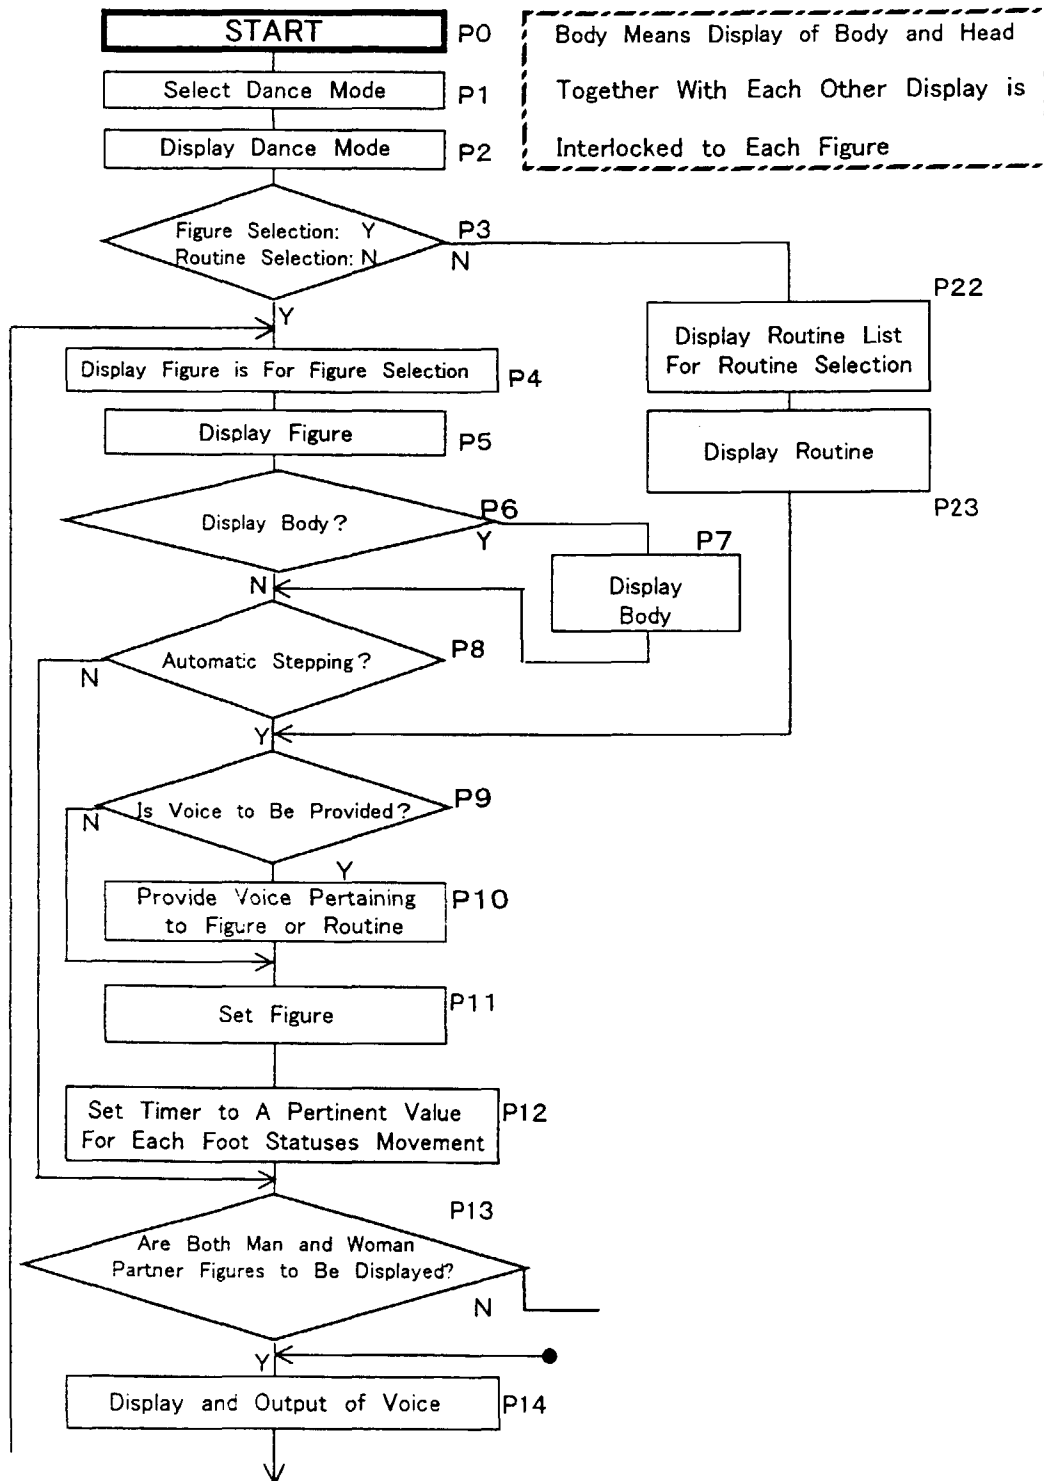 START
P0
Body Means Display of Body and Head
Together With Each Other Display is
Interlocked to Each Figure
Select Dance Mode
P1
Display Dance Mode
P2
Figure Selection: Y
Routine Selection: N
P3
N
Y
P22
Display Routine List
For Routine Selection
Display Figure is For Figure Selection
P4
Display Figure
P5
Display Routine
P23
Display Body?
P6
Y
P7
Display
Body
N
Automatic Stepping?
P8
N
Y
Is Voice to Be Provided?
P9
N
Y
Provide Voice Pertaining
to Figure or Routine
P10
Set Figure
P11
Set Timer to A Pertinent Value
For Each Foot Statuses Movement
P12
P13
Are Both Man and Woman
Partner Figures to Be Displayed?
N
Y
Display and Output of Voice
P14